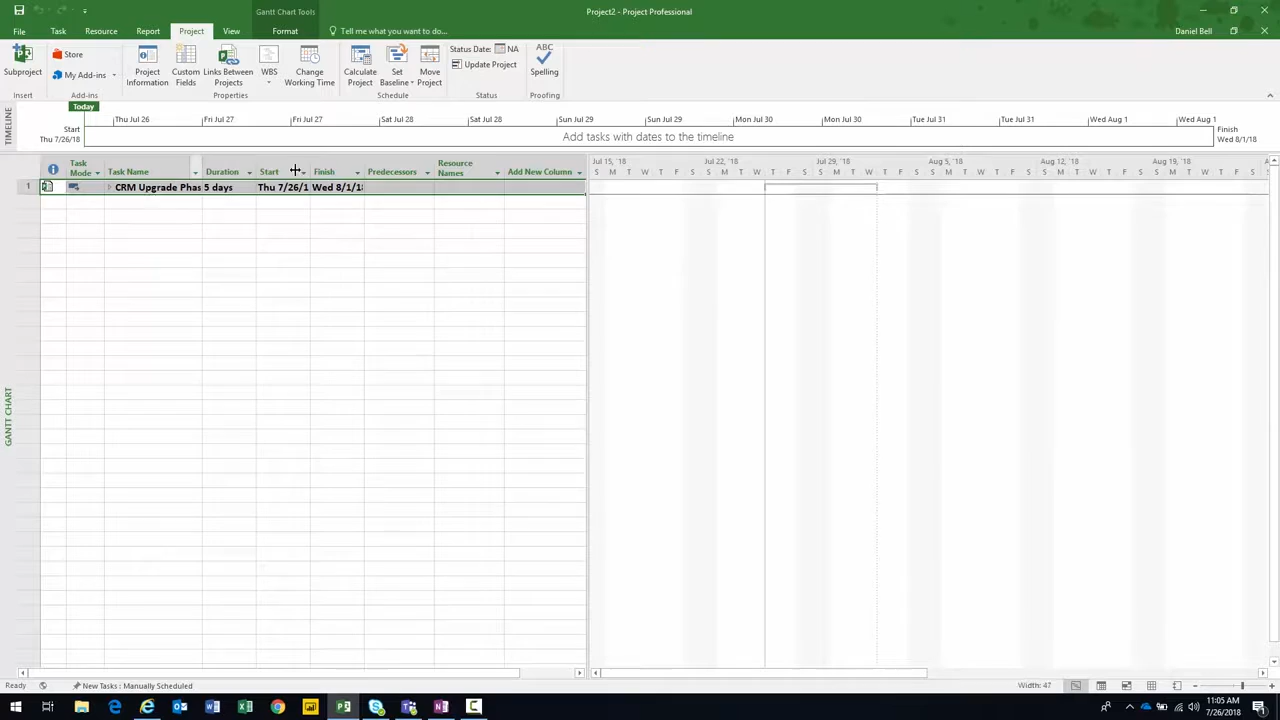 Gantt Chart Tools
Project2 - Project Professional
File Task Resource Report Project View Format Tell me what you want to do... Daniel Bell
Subproject
Insert
Store
My Add-ins
Add-ins
Project Information
Custom Fields
Links Between Projects
WBS
Change Working Time
Properties
Calculate Project
Set Baseline
Move Project
Schedule
Status Date: NA
Update Project
Status
ABC
Spelling
Proofing
TIMELINE
Today
Thu Jul 26 Fri Jul 27 Fri Jul 27 Sat Jul 28 Sat Jul 28 Sun Jul 29 Sun Jul 29 Mon Jul 30 Mon Jul 30 Tue Jul 31 Tue Jul 31 Wed Aug 1 Wed Aug 1
Start
Thu 7/26/18
Add tasks with dates to the timeline
Finish
Wed 8/1/18
Task Mode Task Name Duration Start Finish Predecessors Resource Names Add New Column
Jul 15, '18 Jul 22, '18 Jul 29, '18 Aug 5, '18 Aug 12, '18 Aug 19, '18
S M T W T F S M T W T F S S M T W T F S S M T W T F S S M T W T F S S M T W T F S
1 CRM Upgrade Phas 5 days Thu 7/26/1 Wed 8/1/1
GANTT CHART
Ready New Tasks : Manually Scheduled Width: 47
11:05 AM
7/26/2018